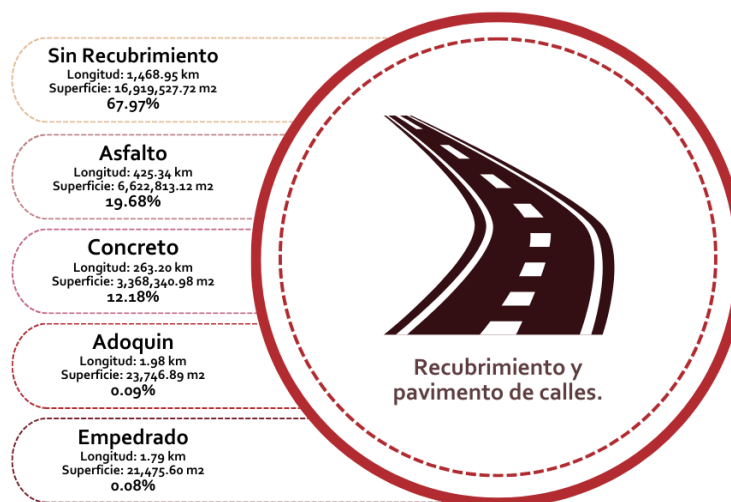 Sin Recubrimiento
Longitud: 1,468.95 km
Superficie: 16,919,527.72 m2
67.97%
Asfalto
Longitud: 425.34 km
Superficie: 6,622,813.12 m2
19.68%
Concreto
Longitud: 263.20 km
Superficie: 3,368,340.98 m2
12.18%
Adoquin
Longitud: 1.98 km
Superficie: 23,746.89 m2
0.09%
Empedrado
Longitud: 1.79 km
Superficie: 21,475.60 m2
0.08%
Recubrimiento y
pavimento de calles.